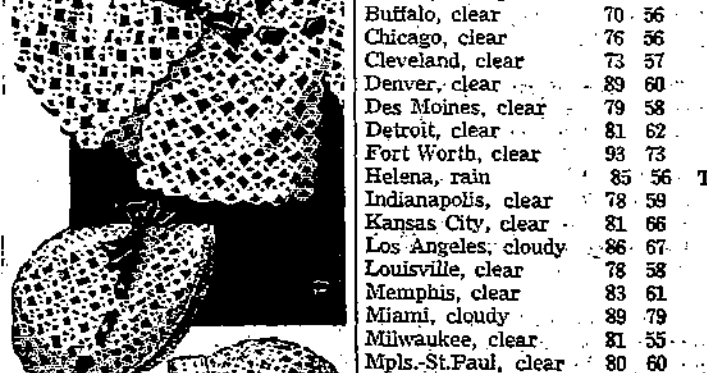 Buffalo, clear 70 56
Chicago, clear 76 56
Cleveland, clear 73 57
Denver, clear 89 60
Des Moines, clear 79 58
Detroit, clear 81 62
Fort Worth, clear 93 73
Helena, rain 85 56 T
Indianapolis, clear 78 59
Kansas City, clear 81 66
Los Angeles, cloudy 86 67
Louisville, clear 78 58
Memphis, clear 83 61
Miami, cloudy 89 79
Milwaukee, clear 81 55
Mpls.-St.Paul, clear 80 60